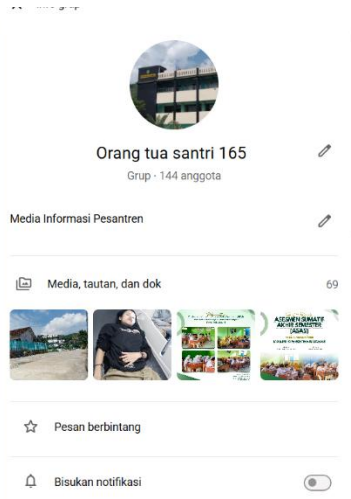 Orang tua santri 165
Grup · 144 anggota
Media Informasi Pesantren
Media, tautan, dan dok
69
ASESMEN SUMATIF
AKHIR SEMESTER
(ASAS)
Pesan berbintang
Bisukan notifikasi